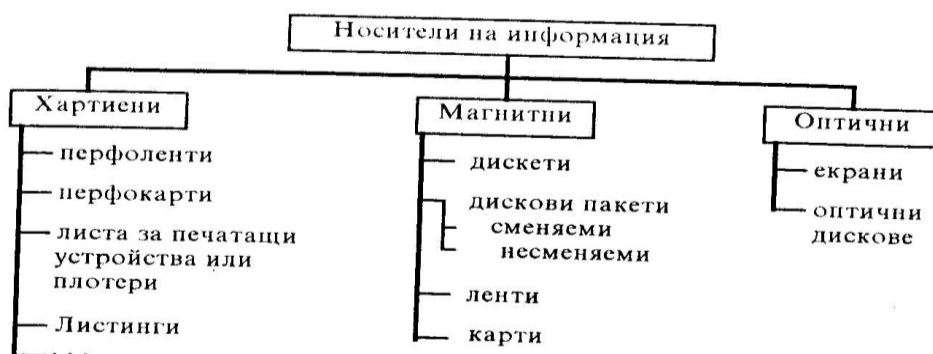 Носители на информация
Хартиени
перфоленти
перфокарти
листа за печатащи
устройства или
плотери
Листинги
Магнитни
дискети
дискови пакети
сменяеми
несменяеми
ленти
карти
Оптични
екрани
оптични
дискове